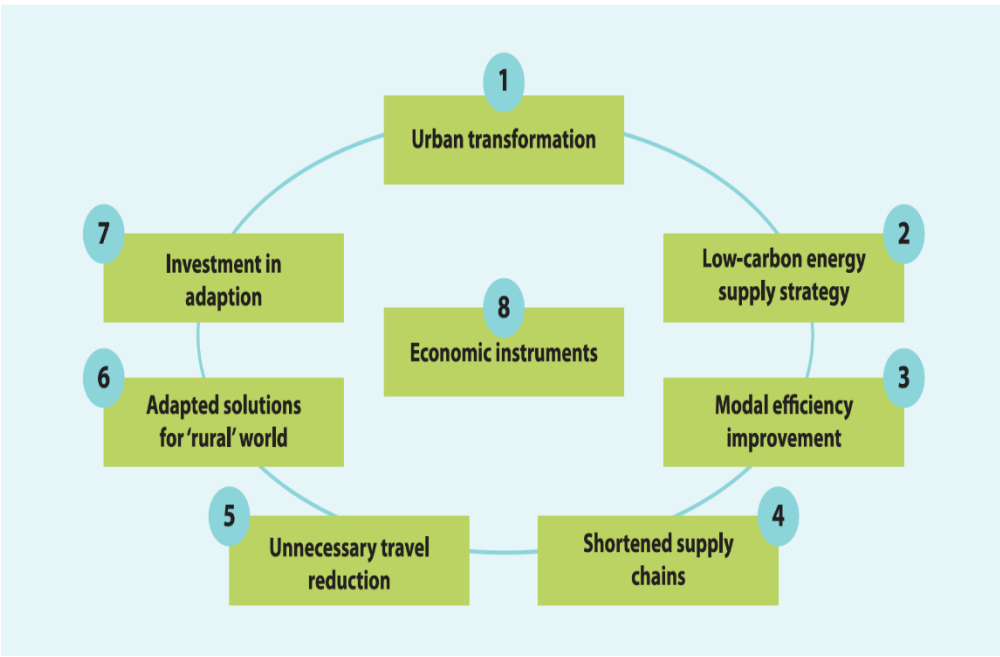 1
Urban transformation
2
Low-carbon energy
supply strategy
3
Modal efficiency
improvement
4
Shortened supply
chains
5
Unnecessary travel
reduction
6
Adapted solutions
for ‘rural’ world
7
Investment in
adaption
8
Economic instruments